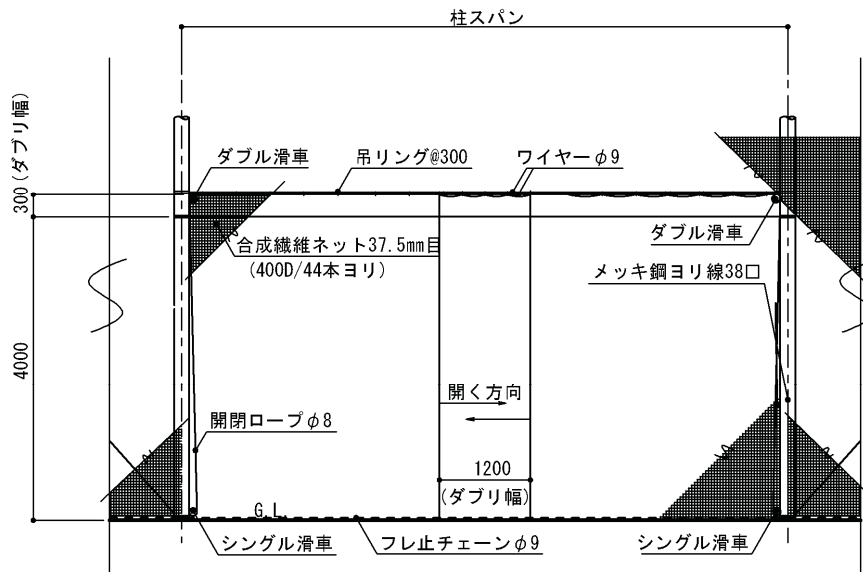 柱スパン
300(ダブリ幅)
ダブル滑車
吊リング@300
ワイヤーφ9
ダブル滑車
合成繊維ネット37.5mm目
(400D/44本ヨリ)
メッキ鋼ヨリ線38口
4000
開く方向
開閉ロープφ8
1200
(ダブリ幅)
G.L.
シングル滑車
フレ止チェーンφ9
シングル滑車